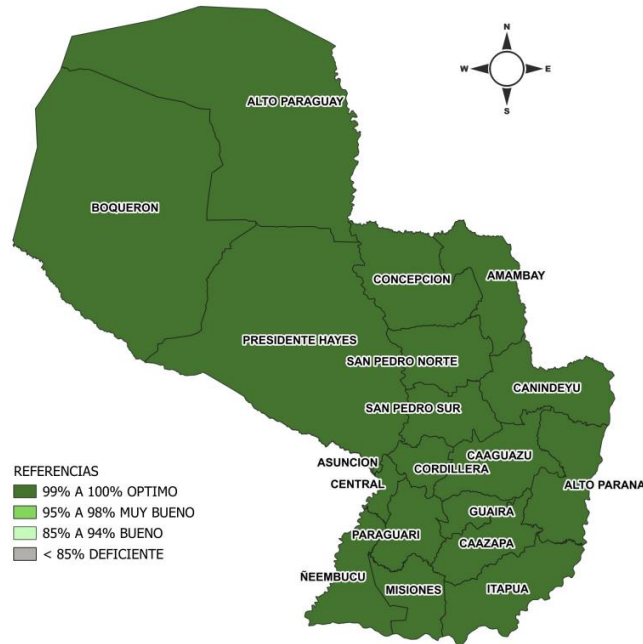 N
W E
S
ALTO PARAGUAY
BOQUERON
CONCEPCION
AMAMBAY
PRESIDENTE HAYES
SAN PEDRO NORTE
CANINDEYU
SAN PEDRO SUR
CAAGUAZU
ASUNCION
CORDILLERA
CENTRAL
ALTO PARANA
GUAIRA
PARAGUARI
CAAZAPA
ÑEEMBUCU
MISIONES
ITAPUA
REFERENCIAS
99% A 100% OPTIMO
95% A 98% MUY BUENO
85% A 94% BUENO
< 85% DEFICIENTE